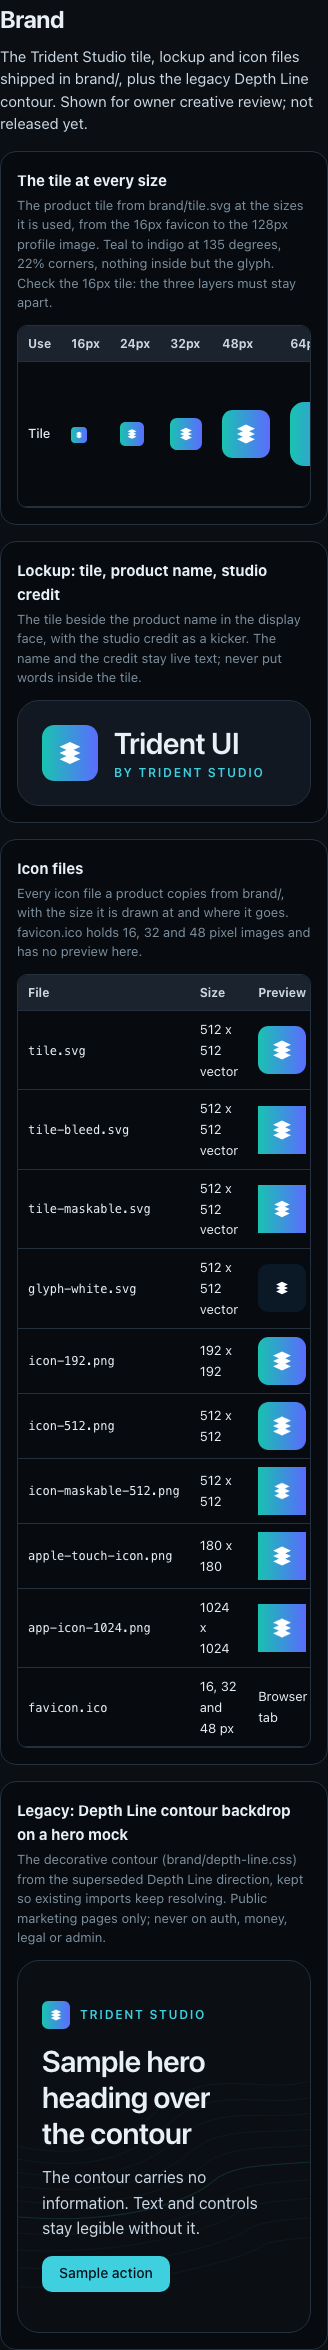 Brand
The Trident Studio tile, lockup and icon files
shipped in brand/, plus the legacy Depth Line
contour. Shown for owner creative review; not
released yet.
The tile at every size
The product tile from brand/tile.svg at the sizes
it is used, from the 16px favicon to the 128px
profile image. Teal to indigo at 135 degrees,
22% corners, nothing inside but the glyph.
Check the 16px tile: the three layers must stay
apart.
Use 16px 24px 32px 48px
Tile
Lockup: tile, product name, studio
credit
The tile beside the product name in the display
face, with the studio credit as a kicker. The
name and the credit stay live text; never put
words inside the tile.
Trident UI
BY TRIDENT STUDIO
Icon files
Every icon file a product copies from brand/,
with the size it is drawn at and where it goes.
favicon.ico holds 16, 32 and 48 pixel images and
has no preview here.
File Size Preview
tile.svg 512 x
512
vector
tile-bleed.svg 512 x
512
vector
tile-maskable.svg 512 x
512
vector
glyph-white.svg 512 x
512
vector
icon-192.png 192 x
192
icon-512.png 512 x
512
icon-maskable-512.png 512 x
512
apple-touch-icon.png 180 x
180
app-icon-1024.png 1024
x
1024
favicon.ico 16, 32
and
48 px
Browser
tab
Legacy: Depth Line contour backdrop
on a hero mock
The decorative contour (brand/depth-line.css)
from the superseded Depth Line direction, kept
so existing imports keep resolving. Public
marketing pages only; never on auth, money,
legal or admin.
TRIDENT STUDIO
Sample hero
heading over
the contour
The contour carries no
information. Text and controls
stay legible without it.
Sample action